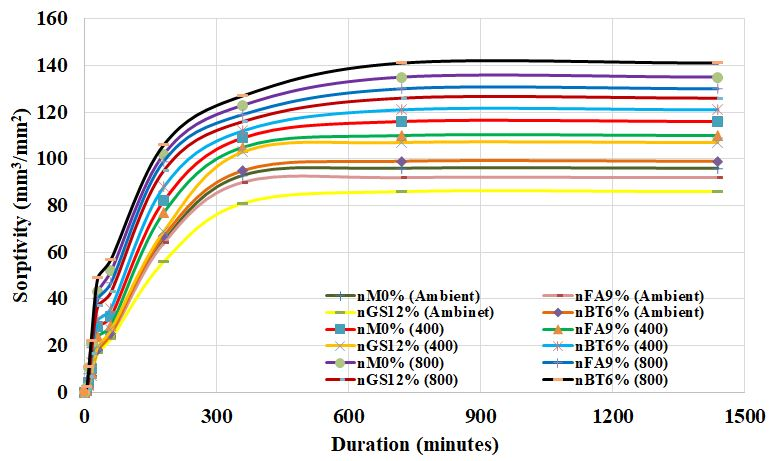 160
140
120
100
80
60
40
20
0
Sorptivity (mm³/mm²)
nM0% (Ambient) nFA9% (Ambient)
nGS12% (Ambinet) nBT6% (Ambient)
nM0% (400) nFA9% (400)
nGS12% (400) nBT6% (400)
nM0% (800) nFA9% (800)
nGS12% (800) nBT6% (800)
0 300 600 900 1200 1500
Duration (minutes)